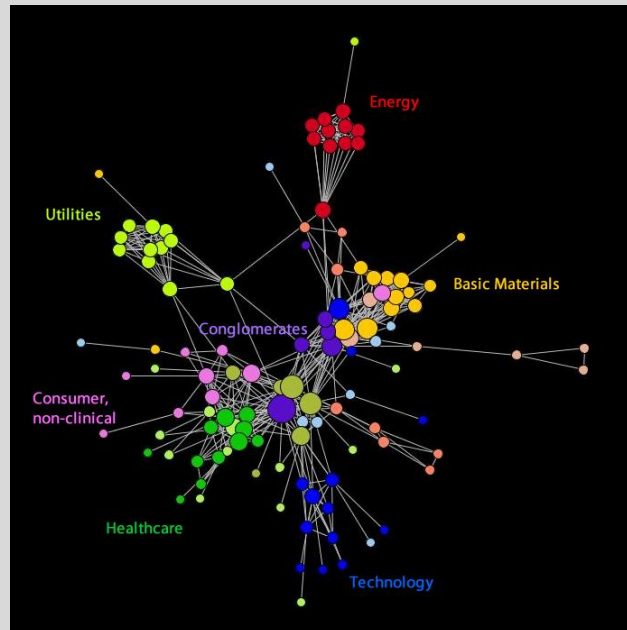 Energy
Utilities
Basic Materials
Conglomerates
Consumer,
non-clinical
Healthcare
Technology